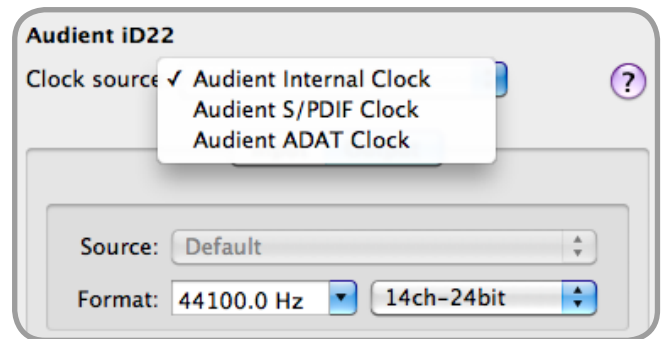 Audient iD22
Clock source ✓ Audient Internal Clock ?
Audient S/PDIF Clock
Audient ADAT Clock
Source: Default
Format: 44100.0 Hz 14ch-24bit